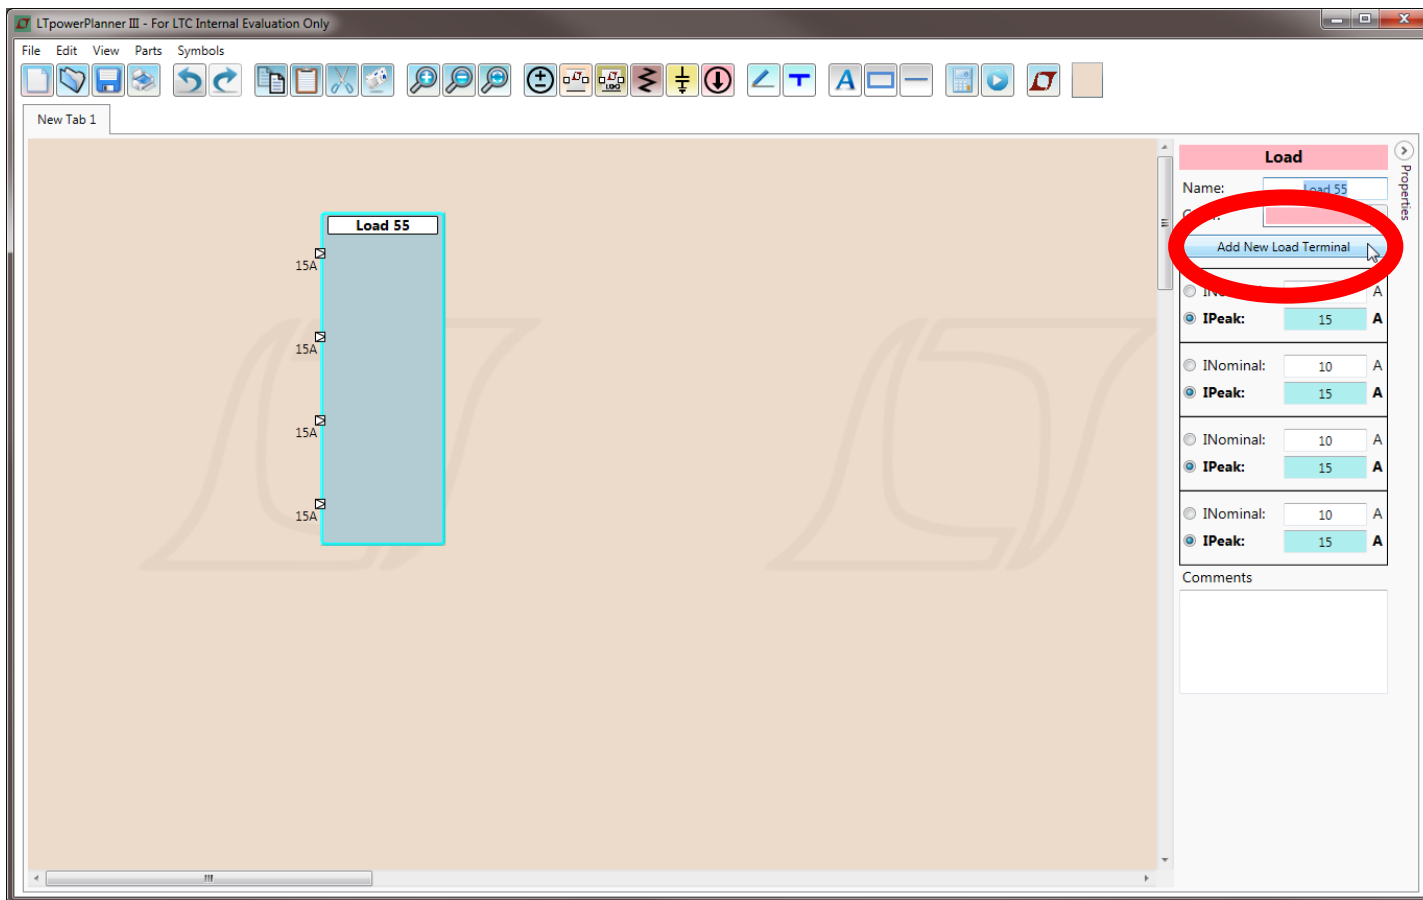 LTpowerPlanner III - For LTC Internal Evaluation Only
File Edit View Parts Symbols
LDO
A
New Tab 1
Load
Properties
Name: Load 55
Load 55
Add New Load Terminal
15A
A
IPeak: 15 A
15A
INominal: 10 A
IPeak: 15 A
15A
INominal: 10 A
IPeak: 15 A
15A
INominal: 10 A
IPeak: 15 A
Comments